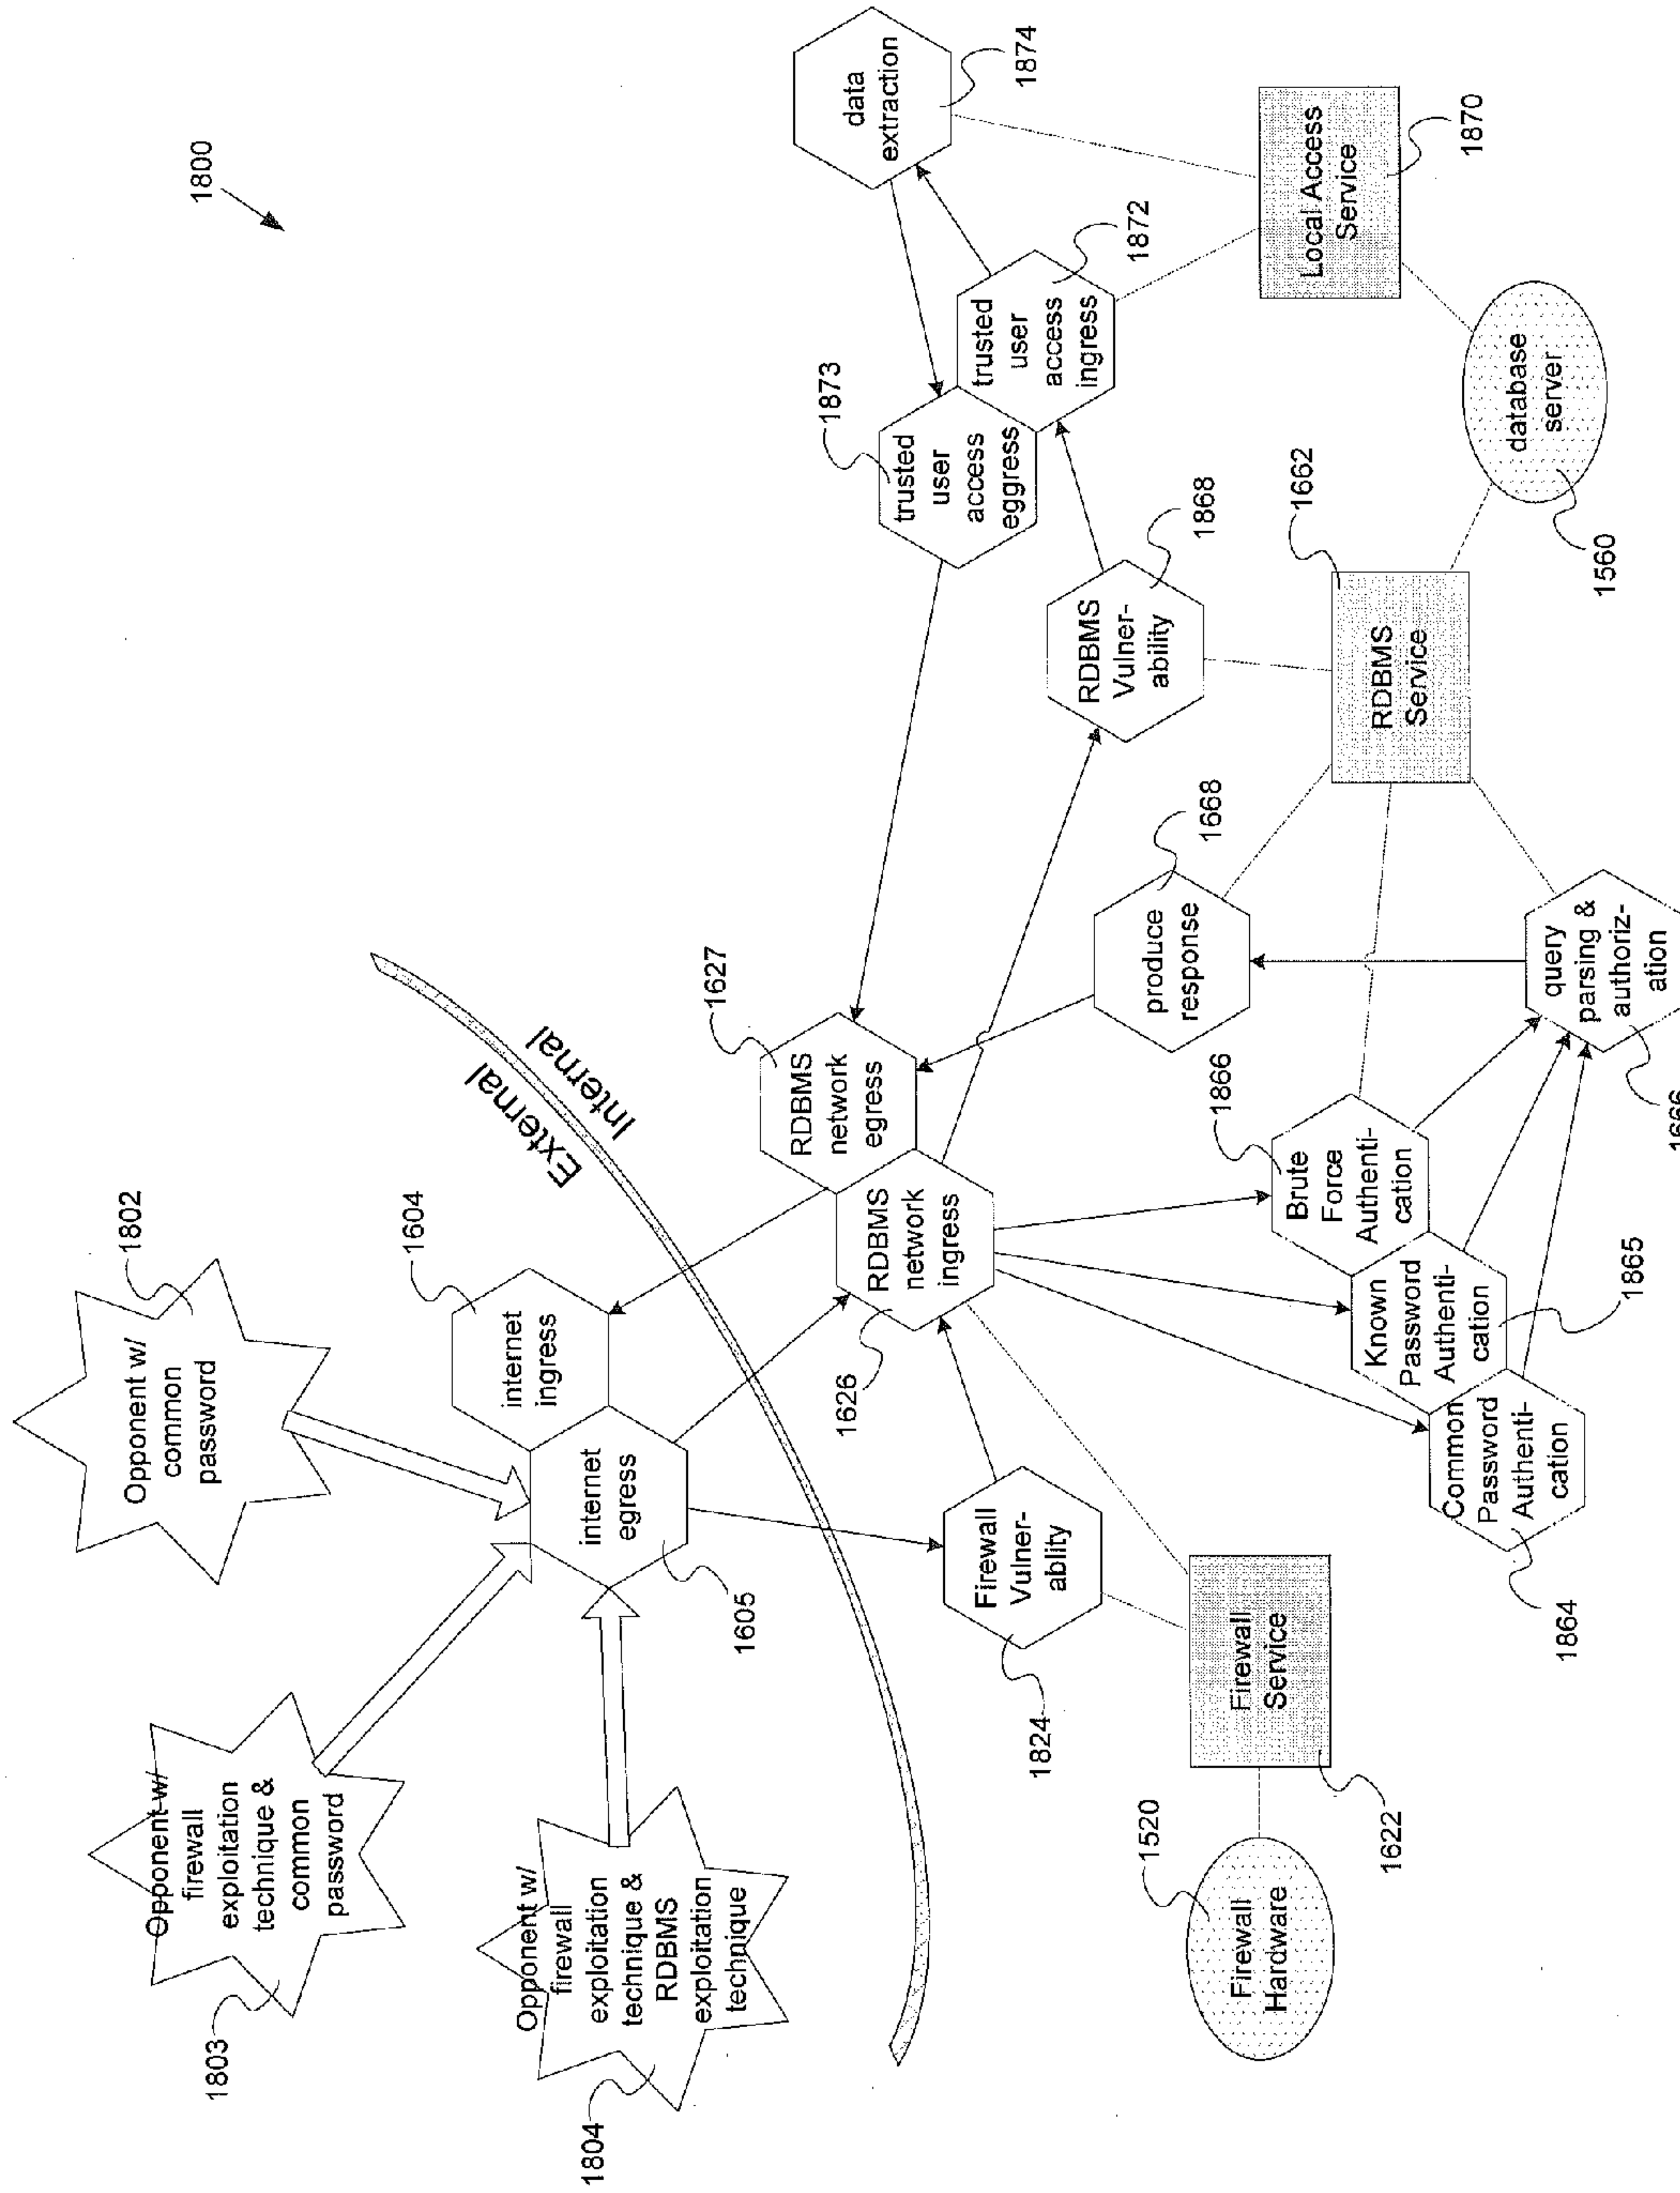 1800
Opponent w/
firewall
exploitation
technique &
common
password
1803
Opponent w/
common
password
1802
Opponent w/
firewall
exploitation
technique &
RDBMS
exploitation
technique
1804
internet
ingress
1604
internet
egress
1605
External
Internal
RDBMS
network
egress
1627
RDBMS
network
ingress
1626
Firewall
Vulner-
ablity
1824
Firewall
Service
1622
Firewall
Hardware
1520
trusted
user
access
eggress
1873
trusted
user
access
ingress
1872
data
extraction
1874
RDBMS
Vulner-
ability
1868
produce
response
1668
Brute
Force
Authenti-
cation
1866
Known
Password
Authenti-
cation
1865
Common
Password
Authenti-
cation
1864
query
parsing &
authoriz-
ation
1666
RDBMS
Service
1662
Local Access
Service
1870
database
server
1560